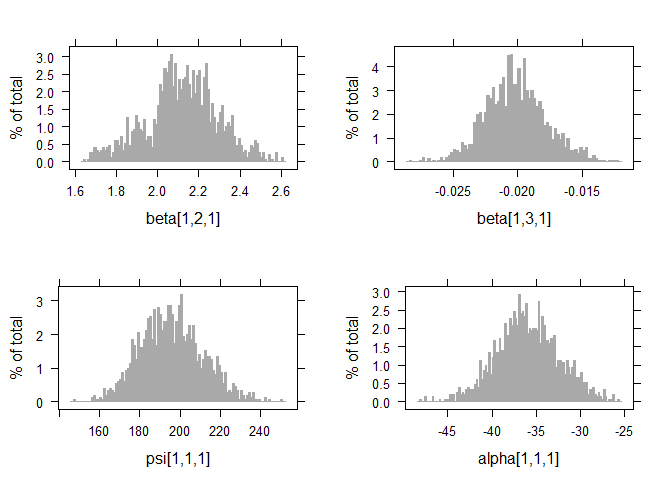 % of total
3.0
2.5
2.0
1.5
1.0
0.5
0.0
1.6 1.8 2.0 2.2 2.4 2.6
beta[1,2,1]
% of total
4
3
2
1
0
-0.025 -0.020 -0.015
beta[1,3,1]
% of total
3
2
1
0
160 180 200 220 240
psi[1,1,1]
% of total
3.0
2.5
2.0
1.5
1.0
0.5
0.0
-45 -40 -35 -30 -25
alpha[1,1,1]